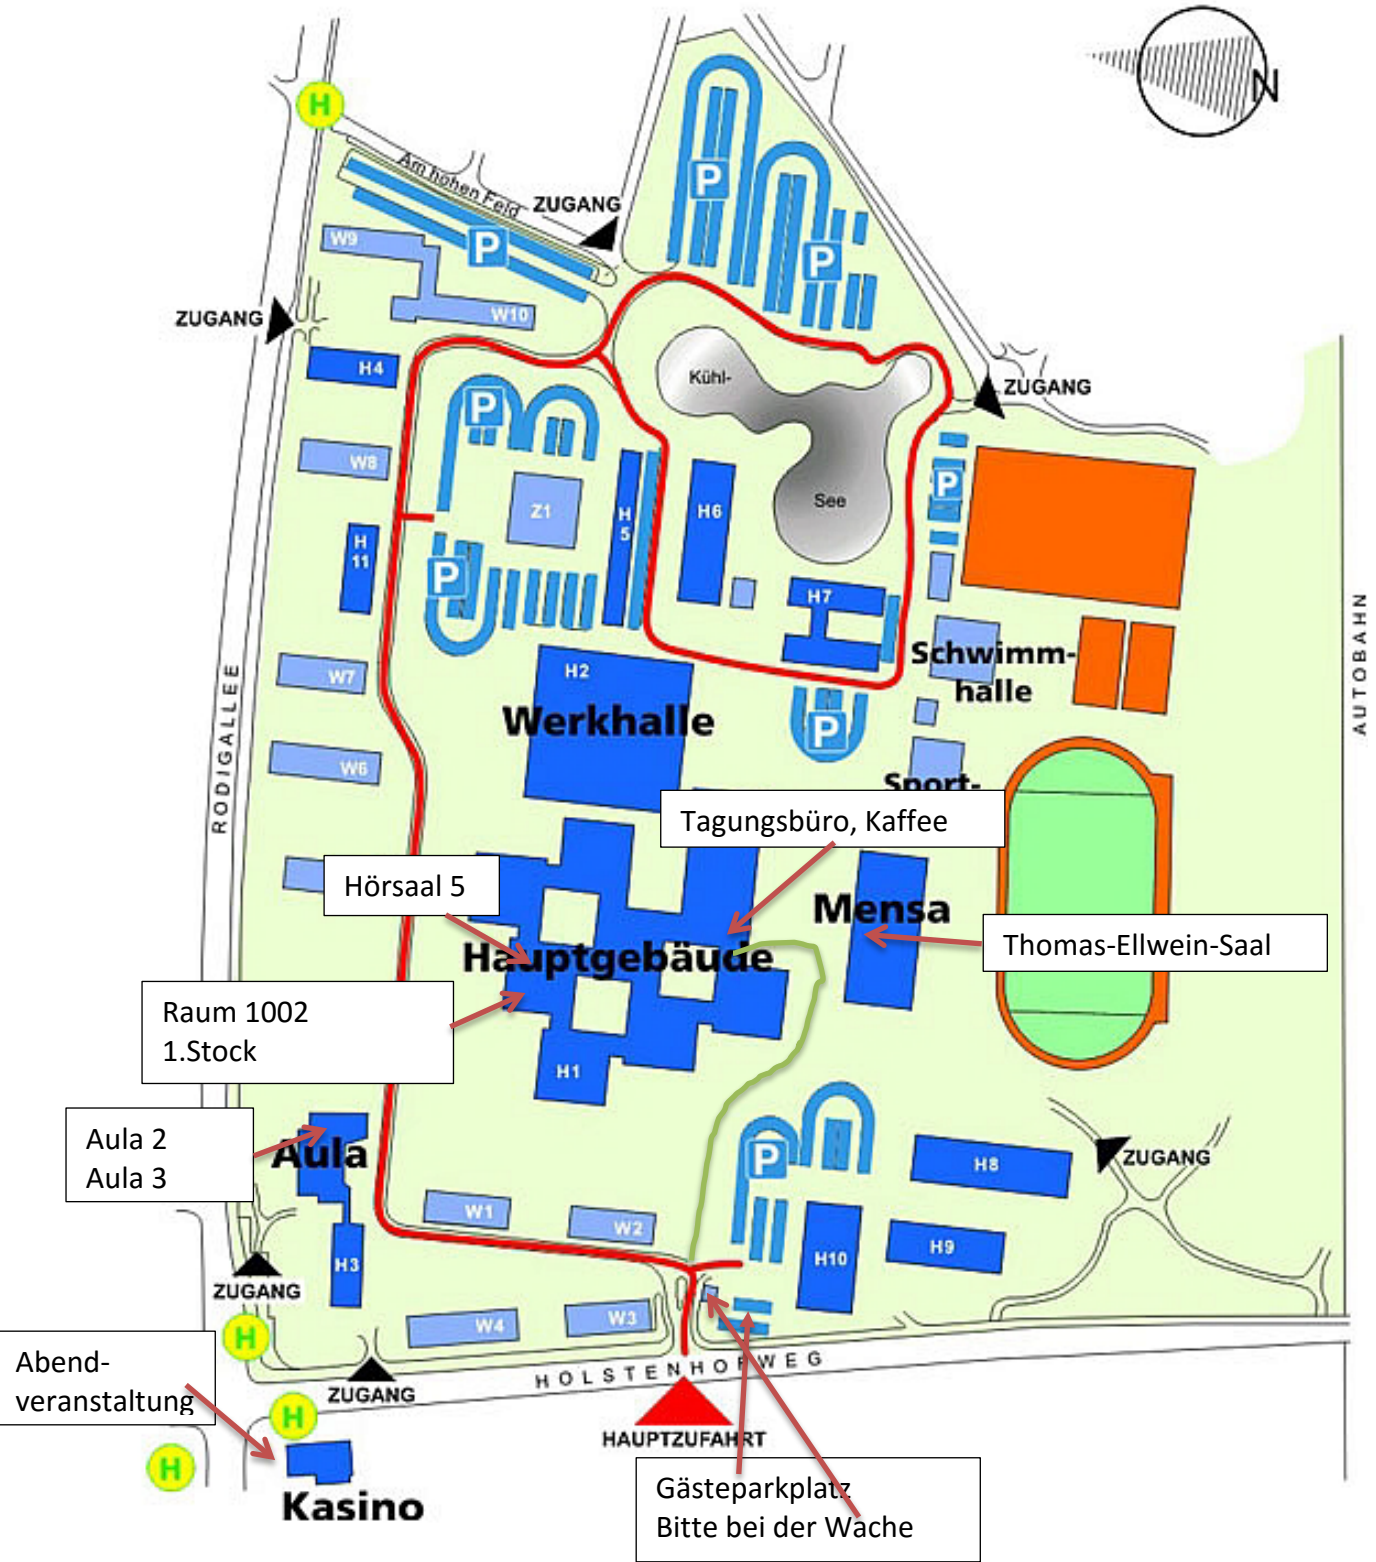 N
H
Am hohen Feld
ZUGANG
P
P
P
W9
W10
ZUGANG
H4
Kühl-
ZUGANG
P
W8
Z1
H
5
H6
See
P
H
11
P
H7
RODIGALLEE
AUTOBAHN
W7
H2
Schwimm-
halle
Werkhalle
P
W6
Sport-
Tagungsbüro, Kaffee
Hörsaal 5
Mensa
Thomas-Ellwein-Saal
Hauptgebäude
Raum 1002
1.Stock
H1
Aula 2
Aula 3
Aula
P
H8
ZUGANG
W1
W2
H10
H9
H3
ZUGANG
W4
W3
H
HOLSTENHOFWEG
Abend-
veranstaltung
ZUGANG
H
HAUPTZUFAHRT
H
Kasino
Gästeparkplatz
Bitte bei der Wache